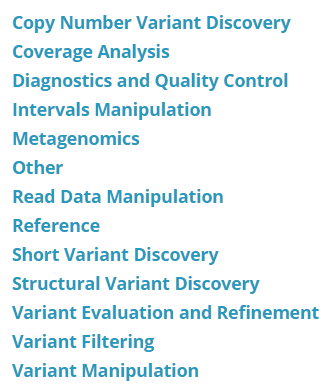 Copy Number Variant Discovery
Coverage Analysis
Diagnostics and Quality Control
Intervals Manipulation
Metagenomics
Other
Read Data Manipulation
Reference
Short Variant Discovery
Structural Variant Discovery
Variant Evaluation and Refinement
Variant Filtering
Variant Manipulation